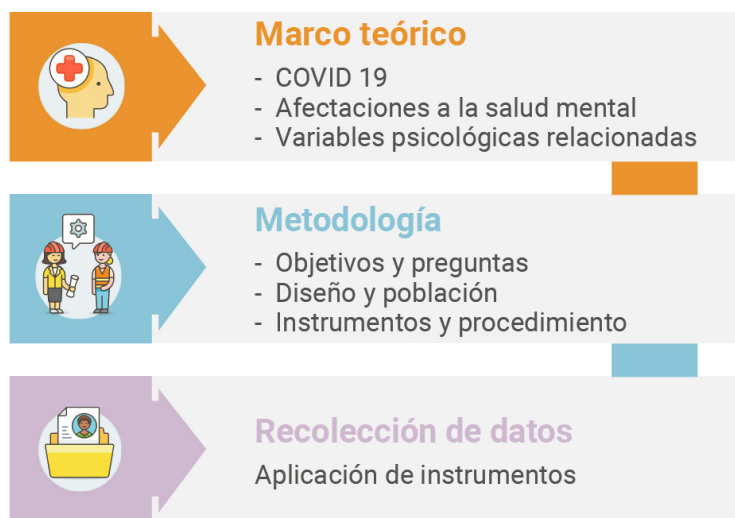 Marco teórico
- COVID 19
- Afectaciones a la salud mental
- Variables psicológicas relacionadas
Metodología
- Objetivos y preguntas
- Diseño y población
- Instrumentos y procedimiento
Recolección de datos
Aplicación de instrumentos